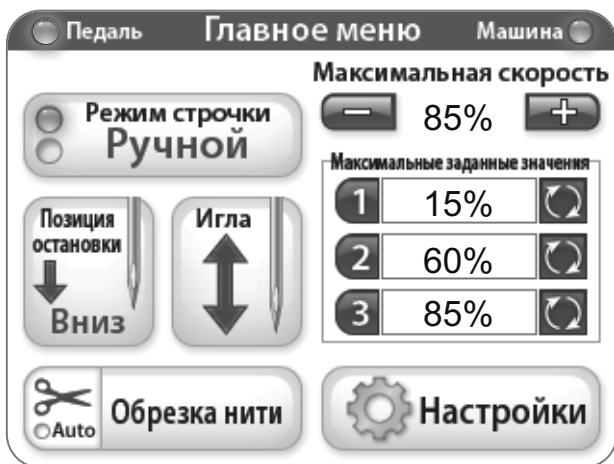 Педаль Главное меню Машина
Максимальная скорость
85%
Режим строчки
Ручной
Максимальные заданные значения
1 15%
2 60%
3 85%
Позиция
остановки
Вниз
Игла
Auto
Обрезка нити
Настройки